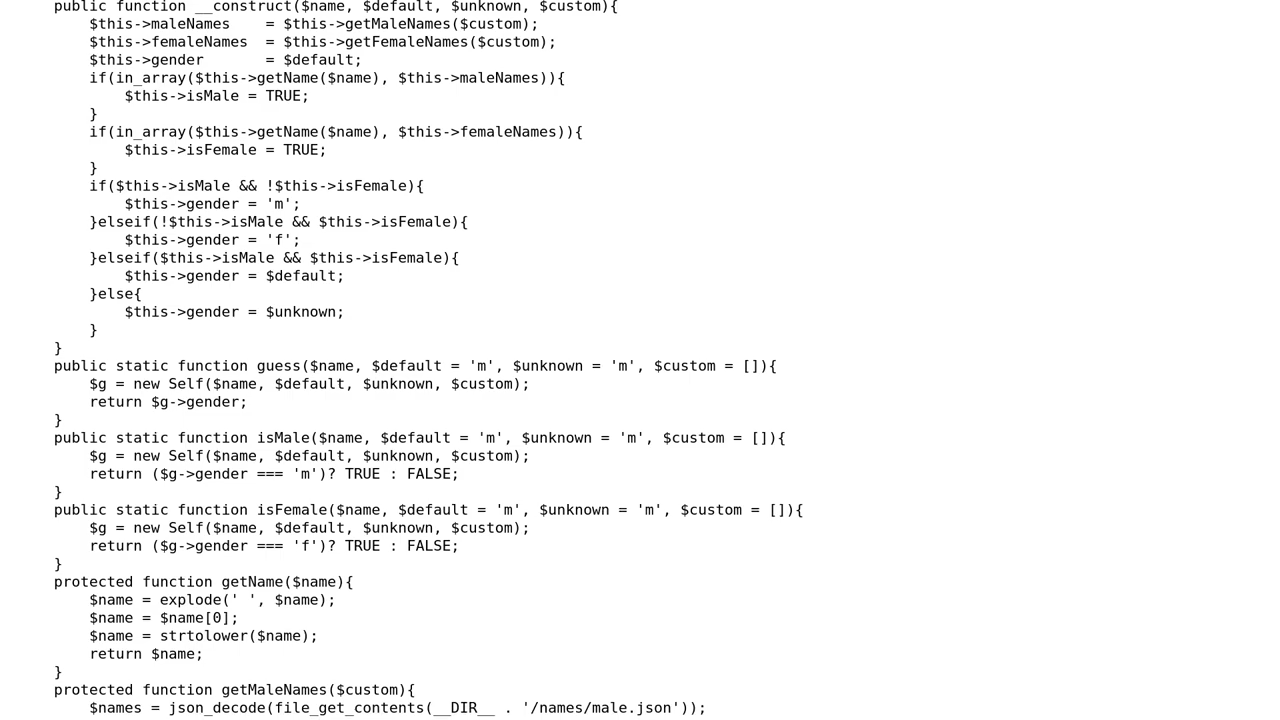 public function __construct($name, $default, $unknown, $custom){
$this->maleNames    = $this->getMaleNames($custom);
$this->femaleNames  = $this->getFemaleNames($custom);
$this->gender       = $default;
if(in_array($this->getName($name), $this->maleNames)){
$this->isMale = TRUE;
}
if(in_array($this->getName($name), $this->femaleNames)){
$this->isFemale = TRUE;
}
if($this->isMale && !$this->isFemale){
$this->gender = 'm';
}elseif(!$this->isMale && $this->isFemale){
$this->gender = 'f';
}elseif($this->isMale && $this->isFemale){
$this->gender = $default;
}else{
$this->gender = $unknown;
}
}
public static function guess($name, $default = 'm', $unknown = 'm', $custom = []){
$g = new Self($name, $default, $unknown, $custom);
return $g->gender;
}
public static function isMale($name, $default = 'm', $unknown = 'm', $custom = []){
$g = new Self($name, $default, $unknown, $custom);
return ($g->gender === 'm')? TRUE : FALSE;
}
public static function isFemale($name, $default = 'm', $unknown = 'm', $custom = []){
$g = new Self($name, $default, $unknown, $custom);
return ($g->gender === 'f')? TRUE : FALSE;
}
protected function getName($name){
$name = explode(' ', $name);
$name = $name[0];
$name = strtolower($name);
return $name;
}
protected function getMaleNames($custom){
$names = json_decode(file_get_contents(__DIR__ . '/names/male.json'));